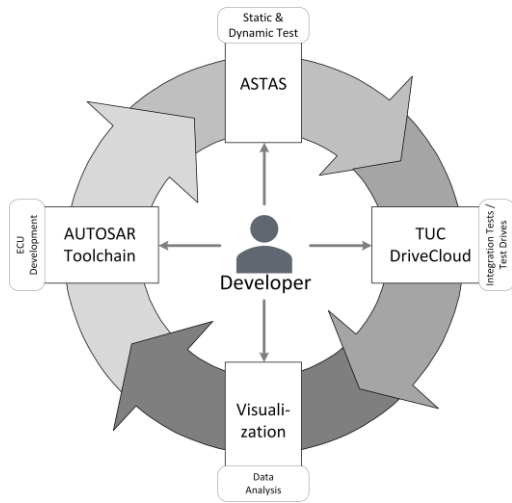 Static &
Dynamic Test
ASTAS
ECU
Development
AUTOSAR
Toolchain
Developer
TUC
DriveCloud
Integration Tests /
Test Drives
Visuali-
zation
Data
Analysis